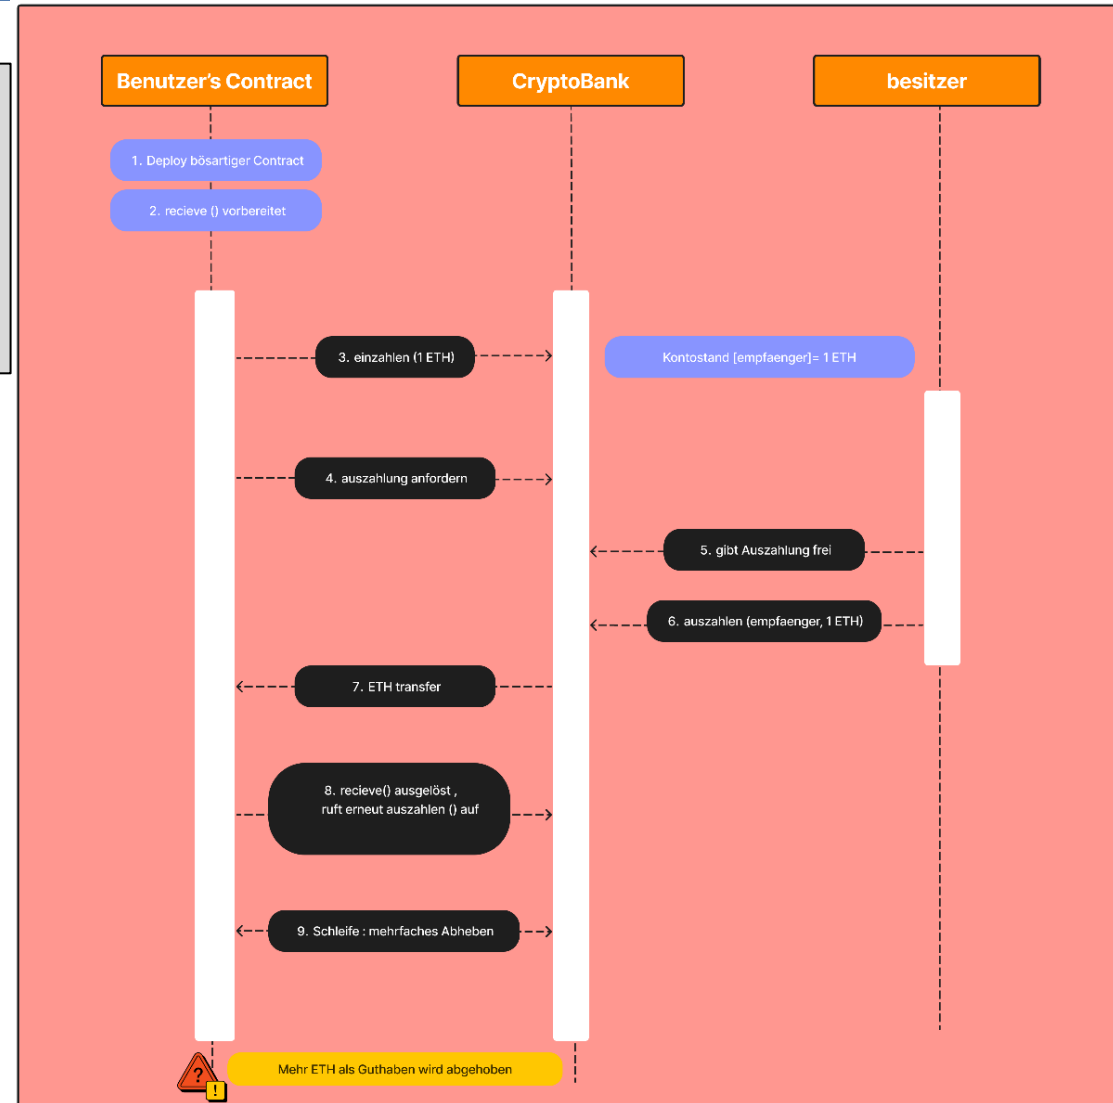 Benutzer's Contract
CryptoBank
besitzer
1. Deploy bösartiger Contract
2. recieve () vorbereitet
3. einzahlen (1 ETH)
Kontostand [empfaenger]= 1 ETH
4. auszahlung anfordern
5. gibt Auszahlung frei
6. auszahlen (empfaenger, 1 ETH)
7. ETH transfer
8. recieve() ausgelöst ,
ruft erneut auszahlen () auf
9. Schleife : mehrfaches Abheben
?
!
Mehr ETH als Guthaben wird abgehoben